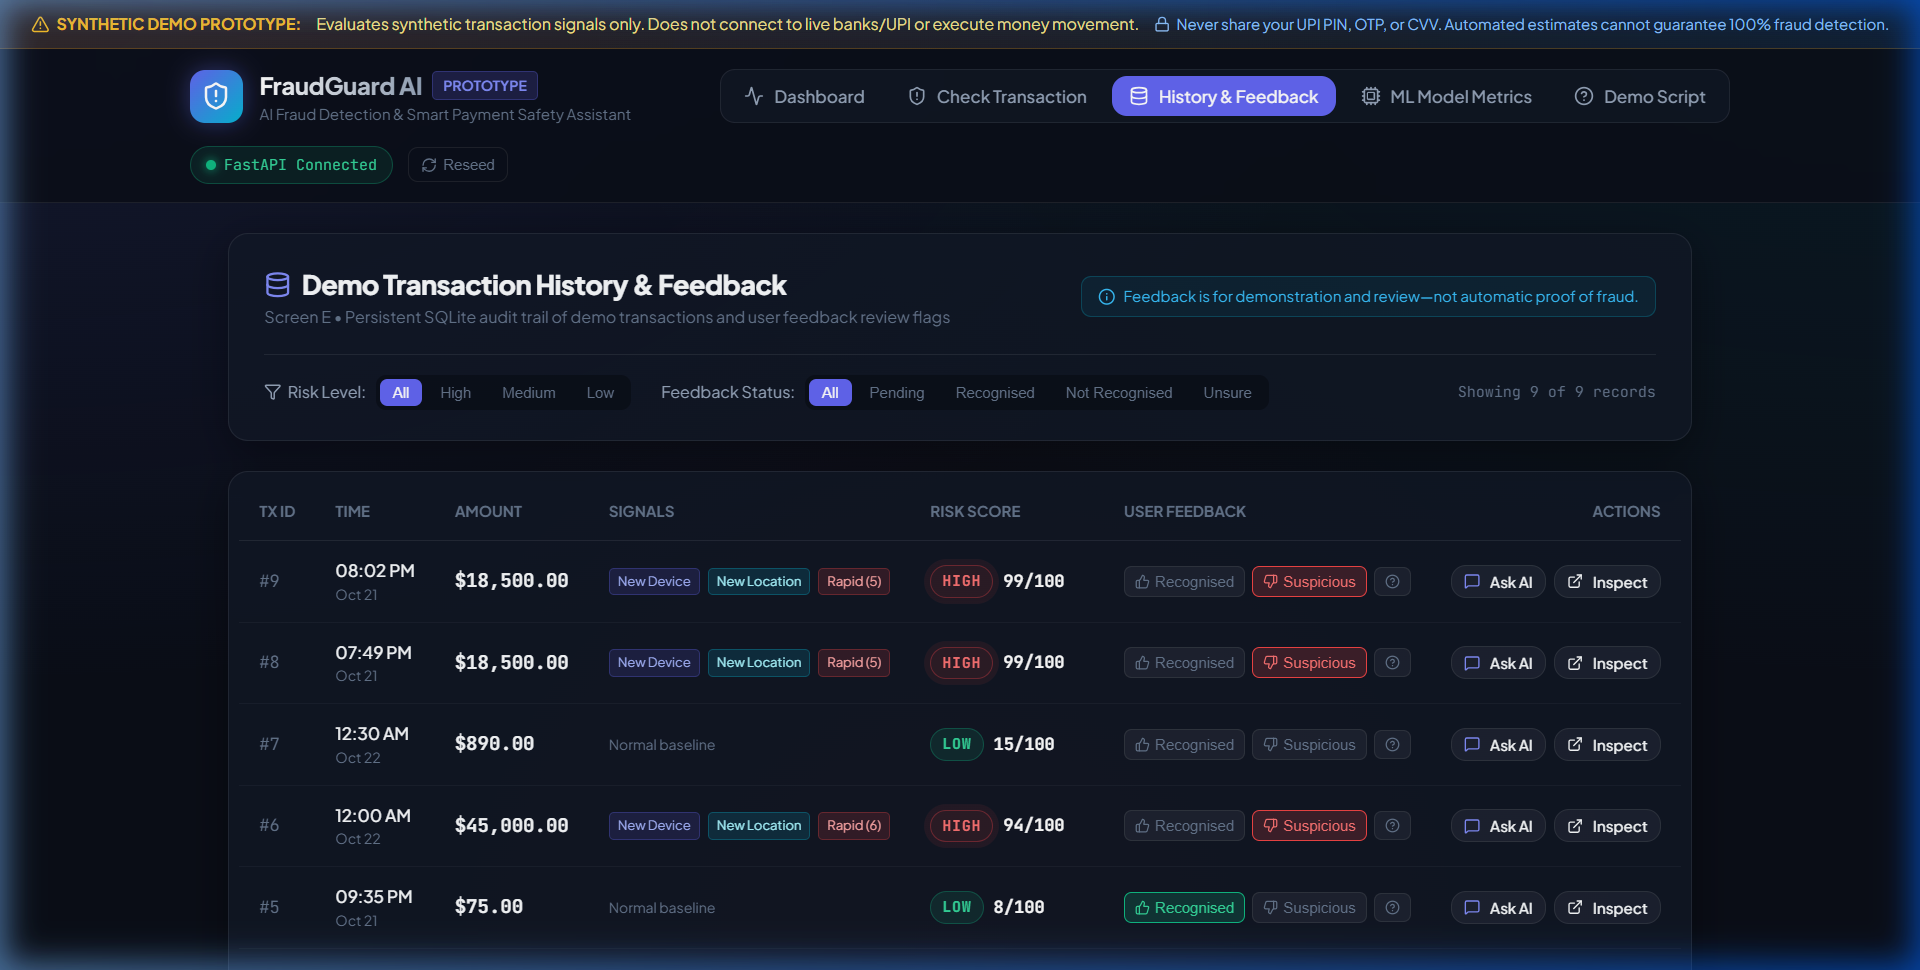 SYNTHETIC DEMO PROTOTYPE: Evaluates synthetic transaction signals only. Does not connect to live banks/UPI or execute money movement. Never share your UPI PIN, OTP, or CVV. Automated estimates cannot guarantee 100% fraud detection.
FraudGuard AI PROTOTYPE
AI Fraud Detection & Smart Payment Safety Assistant
Dashboard Check Transaction History & Feedback ML Model Metrics Demo Script
FastAPI Connected Reseed
Demo Transaction History & Feedback
Screen E • Persistent SQLite audit trail of demo transactions and user feedback review flags
Feedback is for demonstration and review—not automatic proof of fraud.
Risk Level: All High Medium Low Feedback Status: All Pending Recognised Not Recognised Unsure Showing 9 of 9 records
TX ID TIME AMOUNT SIGNALS RISK SCORE USER FEEDBACK ACTIONS
#9 08:02 PM $18,500.00 New Device New Location Rapid (5) HIGH 99/100 Recognised Suspicious Ask AI Inspect
Oct 21
#8 07:49 PM $18,500.00 New Device New Location Rapid (5) HIGH 99/100 Recognised Suspicious Ask AI Inspect
Oct 21
#7 12:30 AM $890.00 Normal baseline LOW 15/100 Recognised Suspicious Ask AI Inspect
Oct 22
#6 12:00 AM $45,000.00 New Device New Location Rapid (6) HIGH 94/100 Recognised Suspicious Ask AI Inspect
Oct 22
#5 09:35 PM $75.00 Normal baseline LOW 8/100 Recognised Suspicious Ask AI Inspect
Oct 21